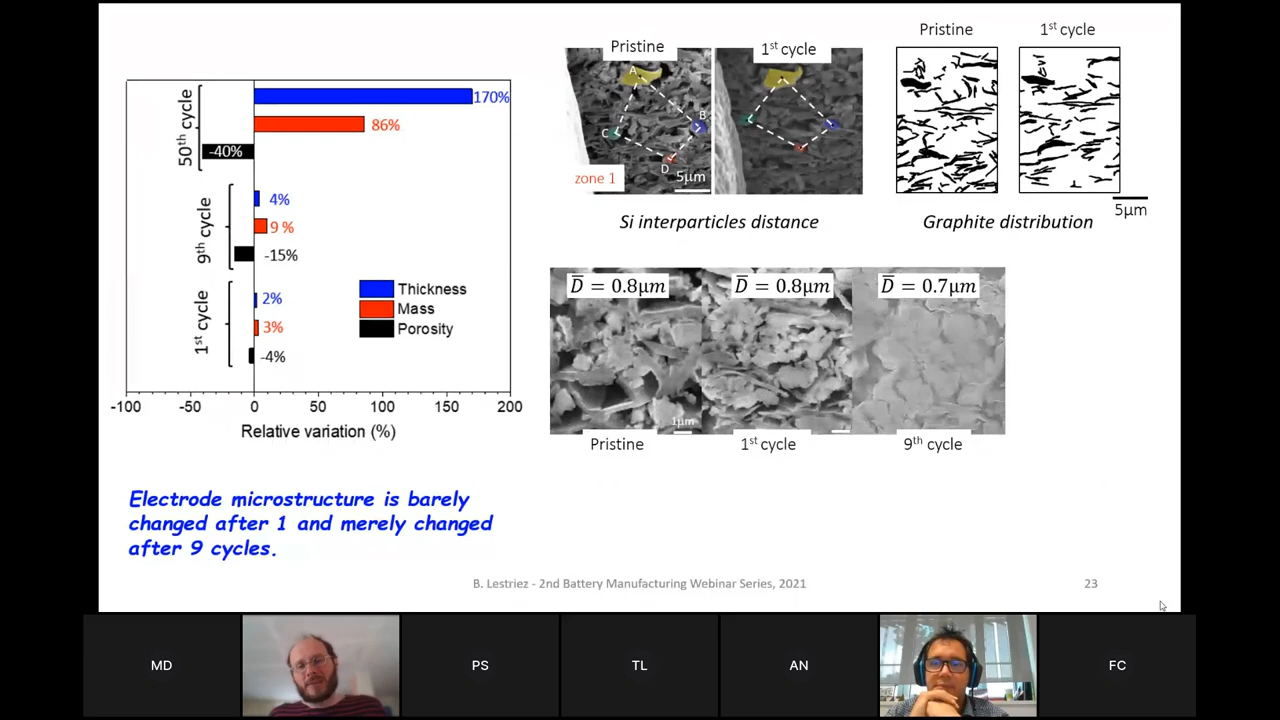 50th cycle
170%
86%
-40%
9th cycle
4%
9 %
-15%
1st cycle
2%
3%
-4%
Thickness
Mass
Porosity
-100 -50 0 50 100 150 200
Relative variation (%)
Electrode microstructure is barely
changed after 1 and merely changed
after 9 cycles.
Pristine
1st cycle
A
B
C
D
zone 1
5μm
Si interparticles distance
Pristine
1st cycle
5μm
Graphite distribution
D̅ = 0.8μm
D̅ = 0.8μm
D̅ = 0.7μm
1μm
Pristine
1st cycle
9th cycle
B. Lestriez - 2nd Battery Manufacturing Webinar Series, 2021
23
MD
PS
TL
AN
FC